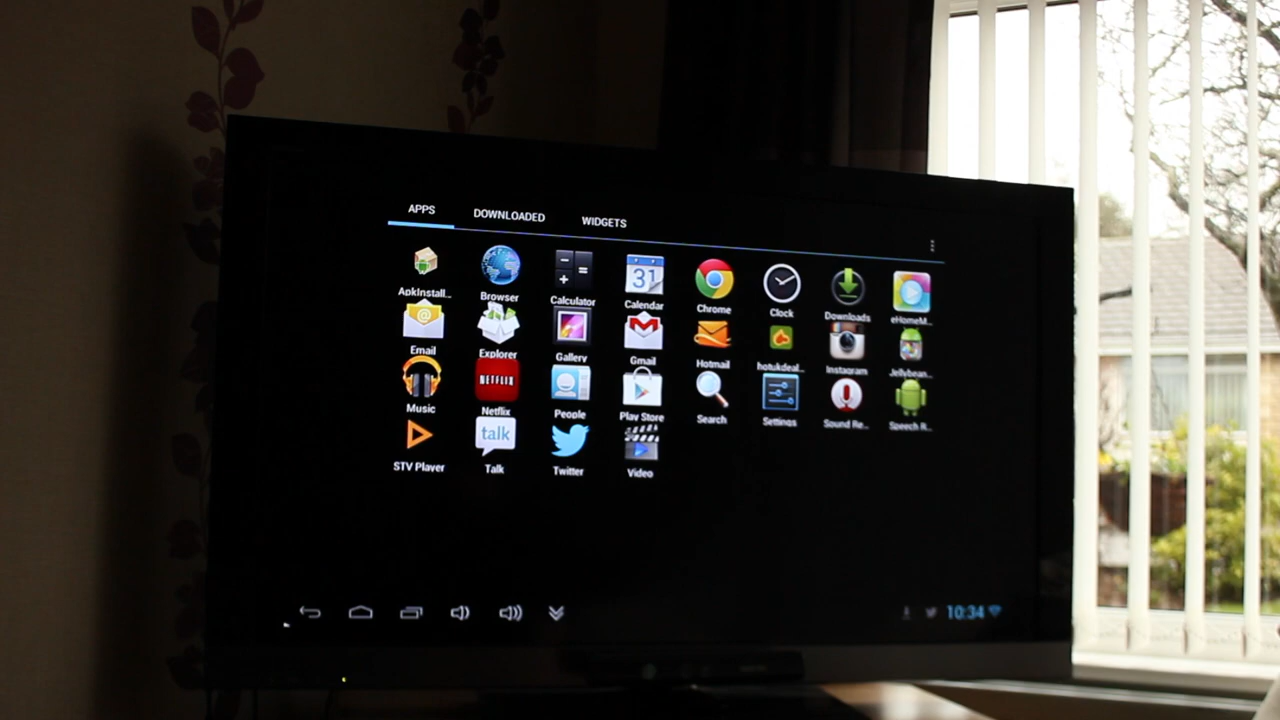 APPS DOWNLOADED WIDGETS
ApkInstall... Browser Calculator Calendar Chrome Clock Downloads eHomeM...
31
Email Explorer Gallery Gmail Hotmail hotukdeal... Instagram Jellybean...
NETFLIX
Music Netflix People Play Store Search Settings Sound Re... Speech R...
talk
STV Player Talk Twitter Video
10:34